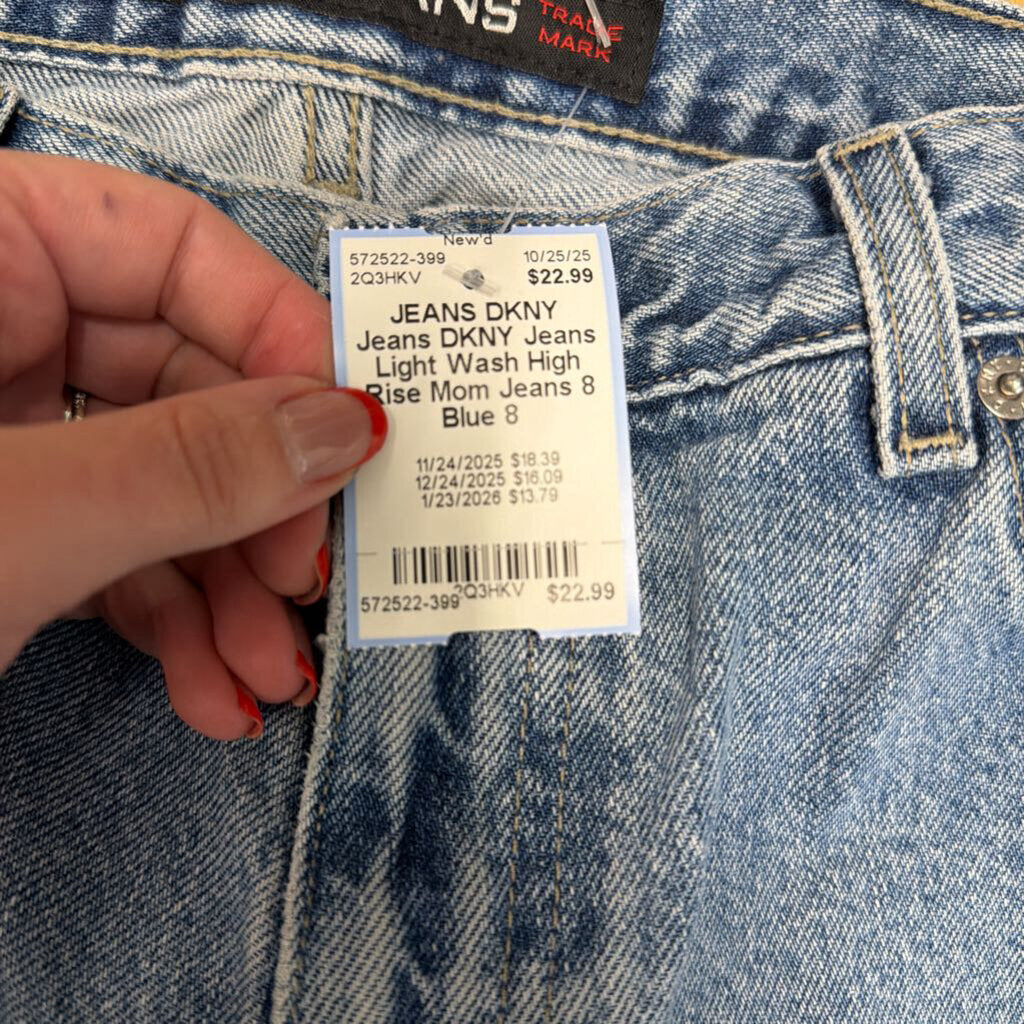 TRADE
MARK
New'd
572522-399 10/25/25
2Q3HKV $22.99
JEANS DKNY
Jeans DKNY Jeans
Light Wash High
Rise Mom Jeans 8
Blue 8
11/24/2025 $18.39
12/24/2025 $16.09
1/23/2026 $13.79
572522-399 2Q3HKV $22.99